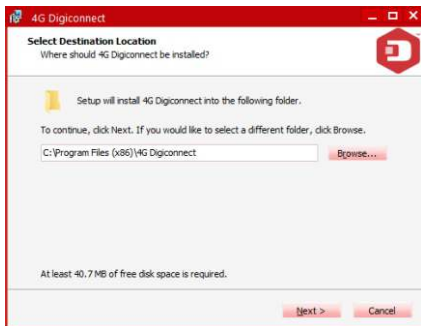 4G Digiconnect
Select Destination Location
Where should 4G Digiconnect be installed?
Setup will install 4G Digiconnect into the following folder.
To continue, click Next. If you would like to select a different folder, click Browse.
C:\Program Files (x86)\4G Digiconnect
Browse...
At least 40.7 MB of free disk space is required.
Next >
Cancel